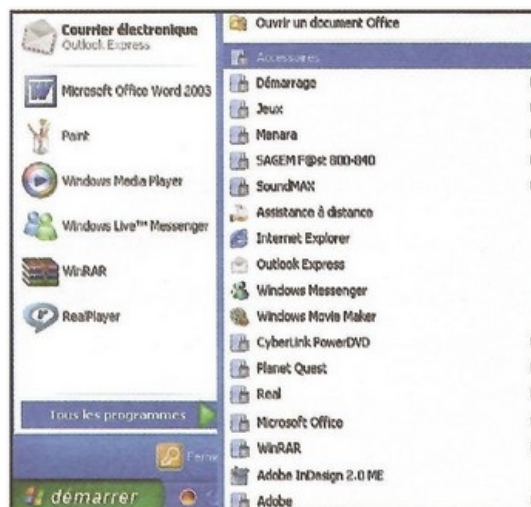 Courrier électronique
Outlook Express
Microsoft Office Word 2003
Paint
Windows Media Player
Windows Live™ Messenger
WinRAR
RealPlayer
Tous les programmes
démarrer
Ouvrir un document Office
Accessoires
Démarrage
Jeux
Menara
SAGEM F@st 800-840
SoundMAX
Assistance à distance
Internet Explorer
Outlook Express
Windows Messenger
Windows Movie Maker
CyberLink PowerDVD
Planet Quest
Real
Microsoft Office
WinRAR
Adobe InDesign 2.0 ME
Adobe